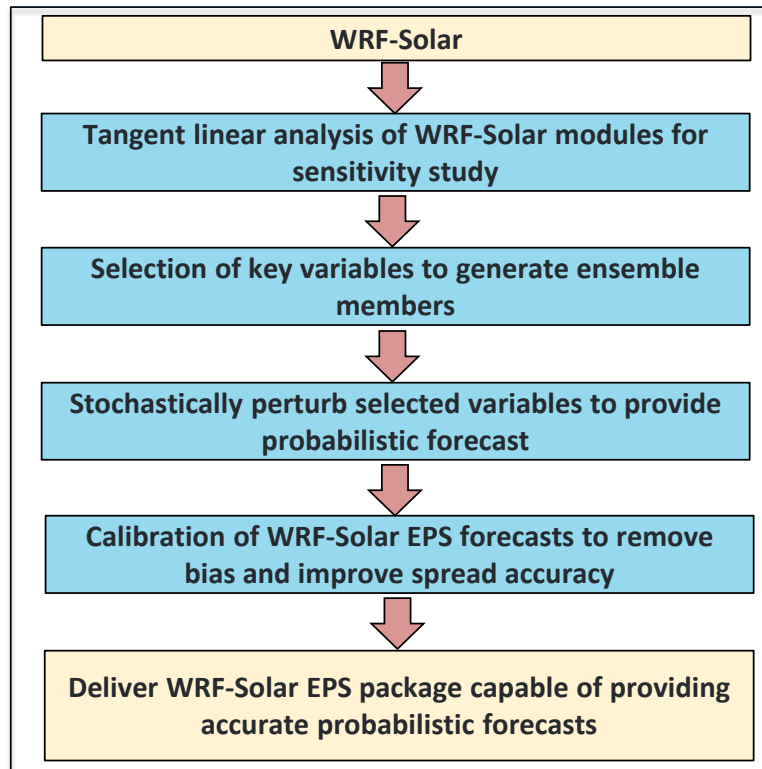 WRF-Solar
Tangent linear analysis of WRF-Solar modules for
sensitivity study
Selection of key variables to generate ensemble
members
Stochastically perturb selected variables to provide
probabilistic forecast
Calibration of WRF-Solar EPS forecasts to remove
bias and improve spread accuracy
Deliver WRF-Solar EPS package capable of providing
accurate probabilistic forecasts